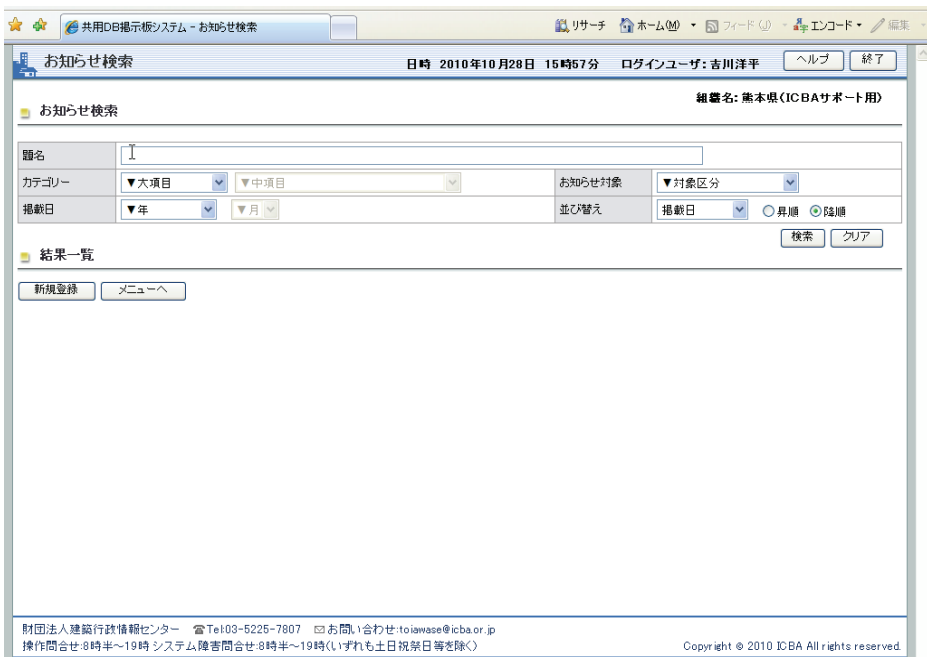 共用DB掲示板システム - お知らせ検索 リサーチ ホーム(M) フィード(J) エンコード 編集
お知らせ検索 日時 2010年10月28日 15時57分 ログインユーザ:吉川洋平 ヘルプ 終了
組織名:熊本県(ICBAサポート用)
お知らせ検索
題名
カテゴリー ▼大項目 ▼中項目 お知らせ対象 ▼対象区分
掲載日 ▼年 ▼月 並び替え 掲載日 昇順 降順
検索 クリア
結果一覧
新規登録 メニューへ
財団法人建築行政情報センター ☎Tel:03-5225-7807 ✉お問い合わせ:toiawase@icba.or.jp
操作問合せ:8時半～19時 システム障害問合せ:8時半～19時(いずれも土日祝祭日等を除く) Copyright © 2010 ICBA All rights reserved.